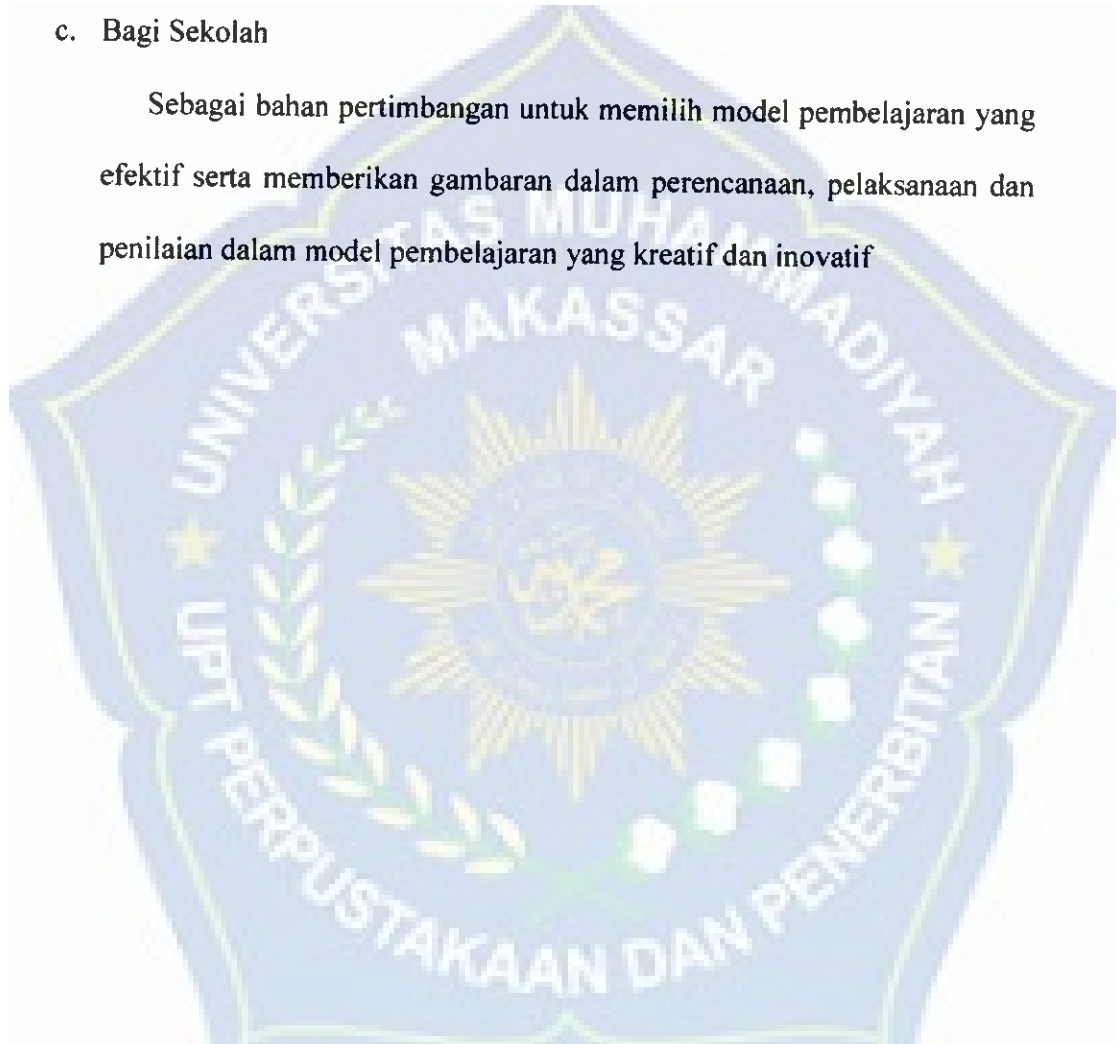 c. Bagi Sekolah
Sebagai bahan pertimbangan untuk memilih model pembelajaran yang
efektif serta memberikan gambaran dalam perencanaan, pelaksanaan dan
penilaian dalam model pembelajaran yang kreatif dan inovatif
UNIVERSITAS MUHAMMADIYAH
MAKASSAR
UPT PERPUSTAKAAN DAN PENERBITAN